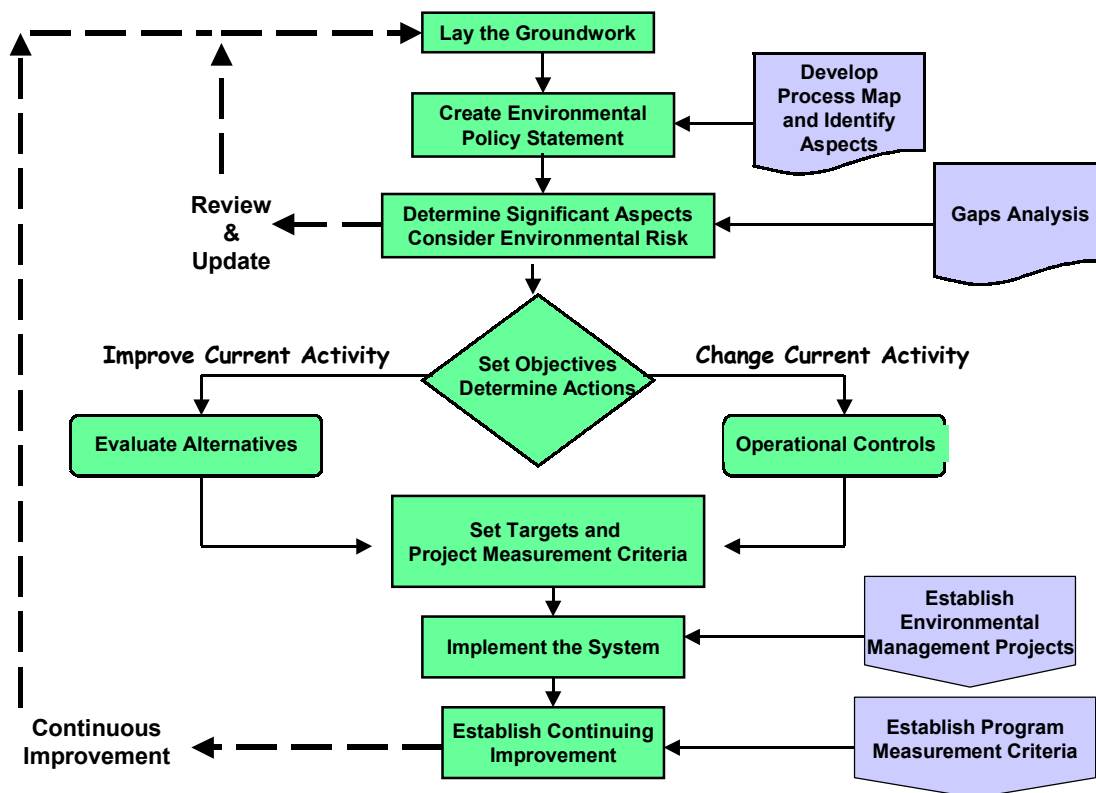 Lay the Groundwork
Develop
Process Map
and Identify
Aspects
Create Environmental
Policy Statement
Review
&
Update
Determine Significant Aspects
Consider Environmental Risk
Gaps Analysis
Improve Current Activity
Set Objectives
Determine Actions
Change Current Activity
Evaluate Alternatives
Operational Controls
Set Targets and
Project Measurement Criteria
Establish
Environmental
Management Projects
Implement the System
Continuous
Improvement
Establish Continuing
Improvement
Establish Program
Measurement Criteria